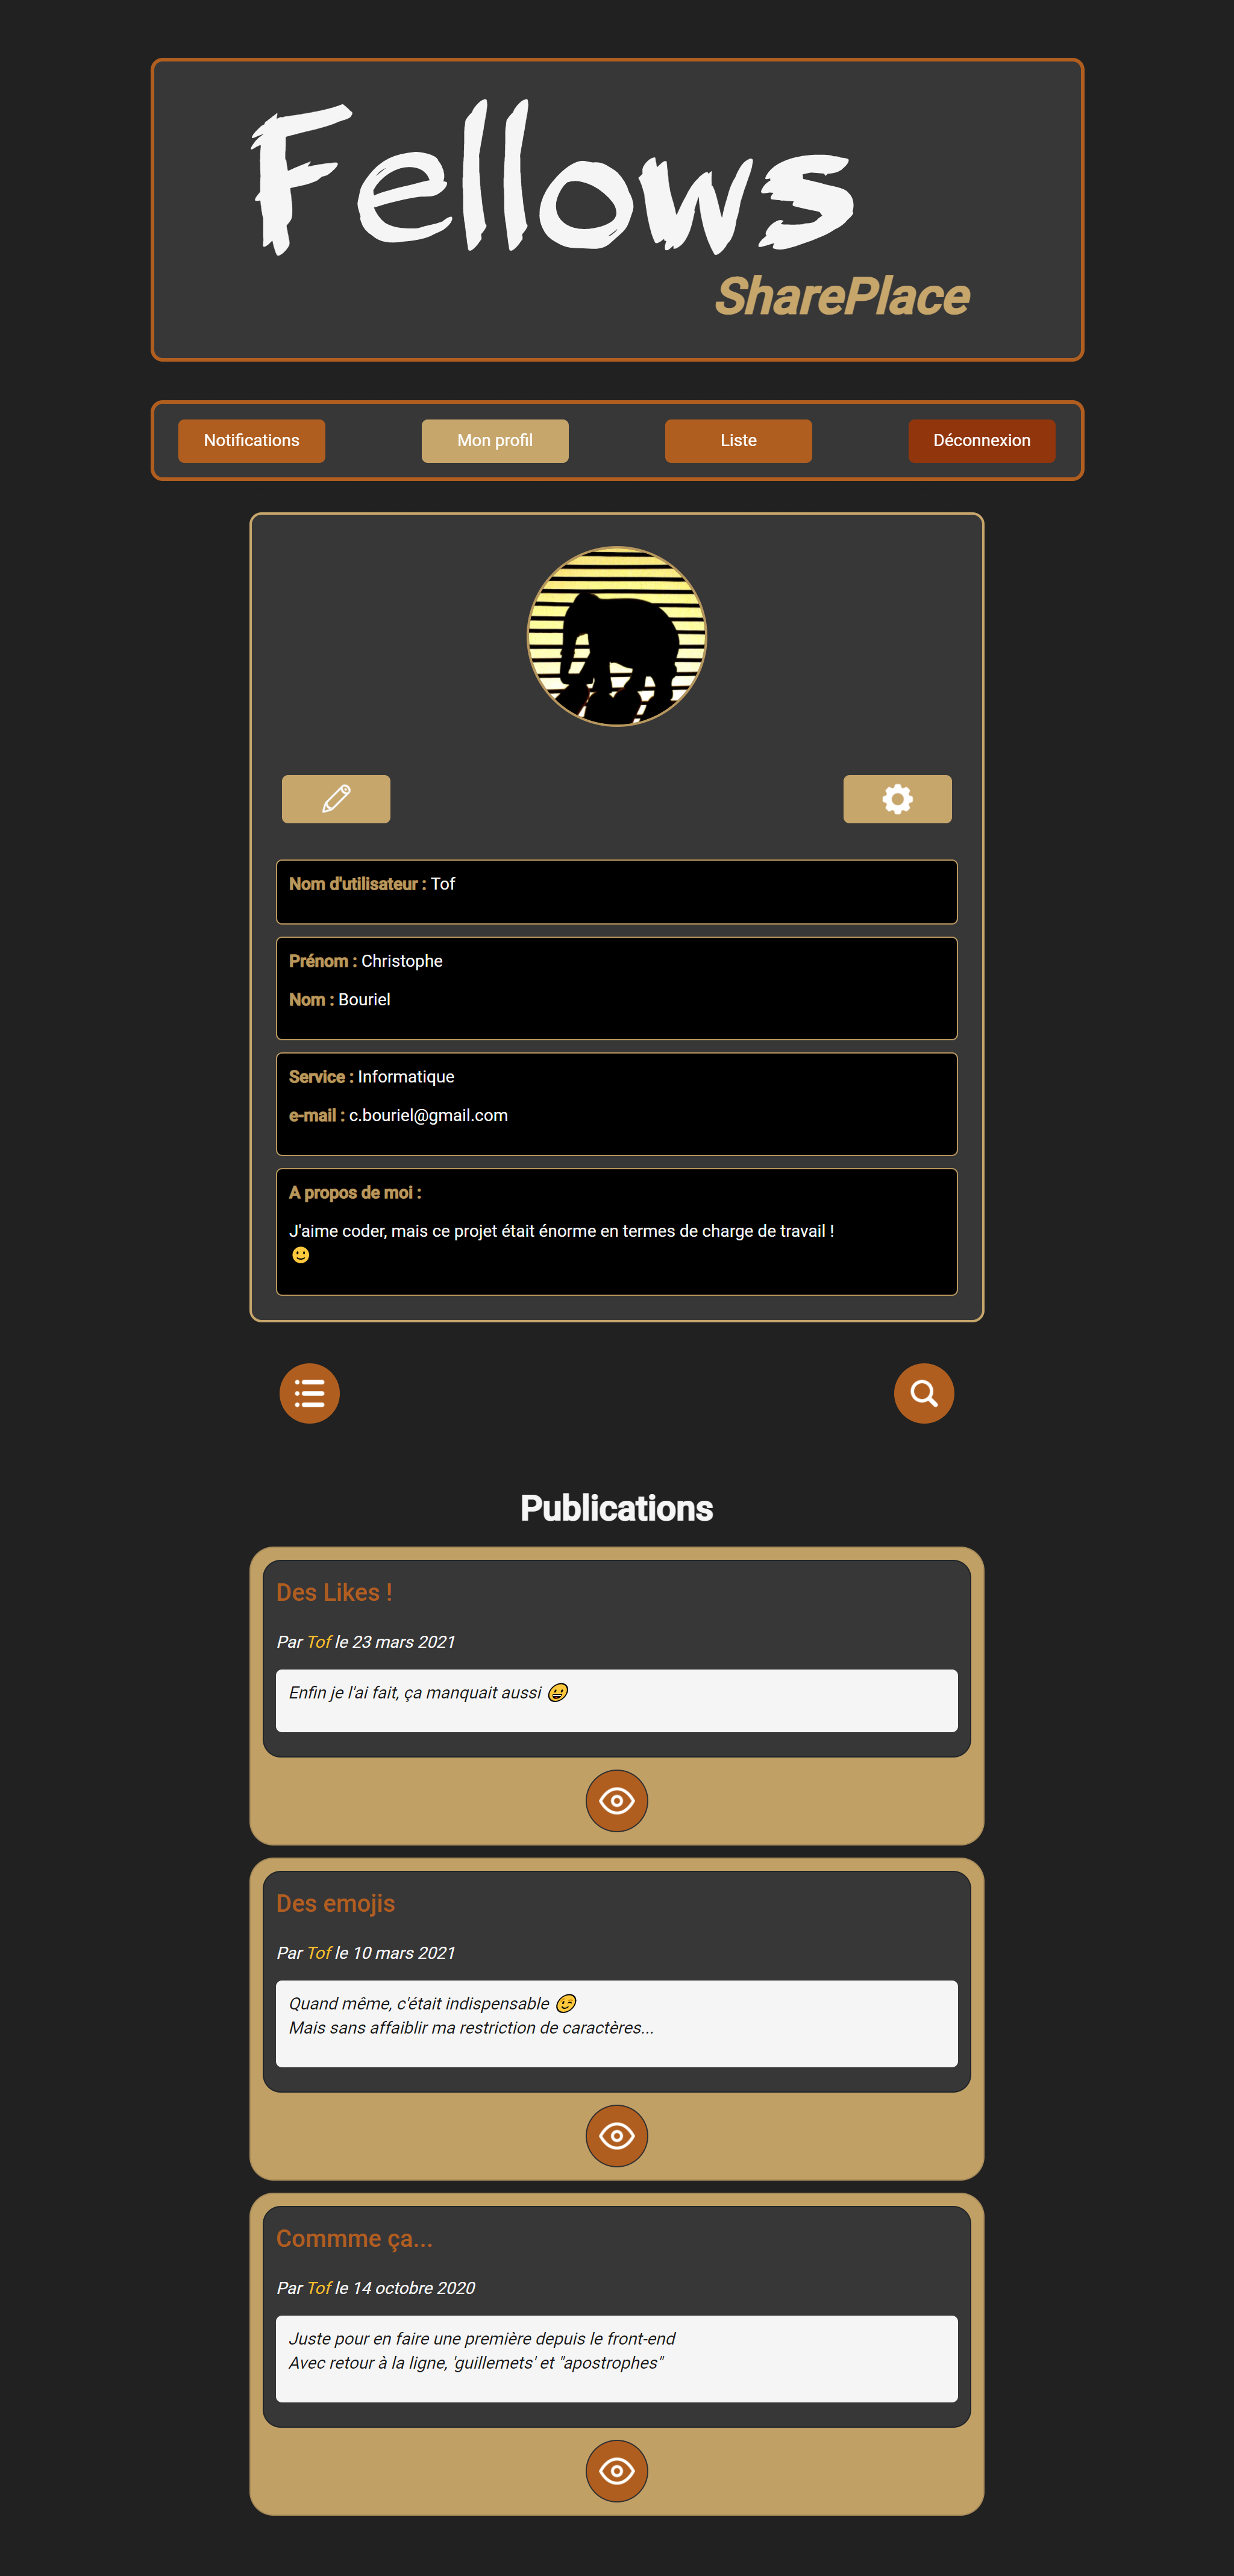 Fellows
SharePlace
Notifications
Mon profil
Liste
Déconnexion
Nom d'utilisateur : Tof
Prénom : Christophe
Nom : Bouriel
Service : Informatique
e-mail : c.bouriel@gmail.com
A propos de moi :
J'aime coder, mais ce projet était énorme en termes de charge de travail !
🙂
Publications
Des Likes !
Par Tof le 23 mars 2021
Enfin je l'ai fait, ça manquait aussi 😀
Des emojis
Par Tof le 10 mars 2021
Quand même, c'était indispensable 😉
Mais sans affaiblir ma restriction de caractères...
Commme ça...
Par Tof le 14 octobre 2020
Juste pour en faire une première depuis le front-end
Avec retour à la ligne, 'guillemets' et "apostrophes"